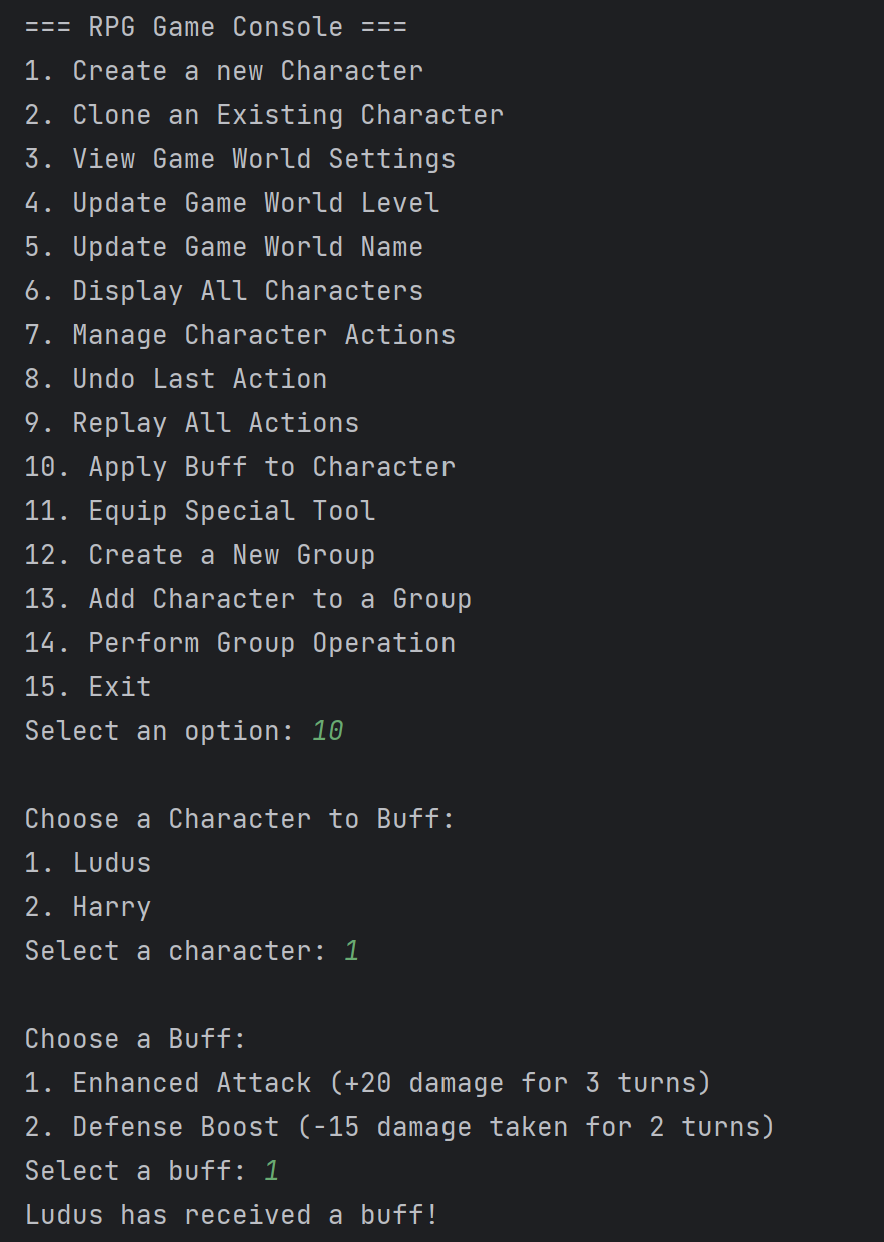 === RPG Game Console ===
1. Create a new Character
2. Clone an Existing Character
3. View Game World Settings
4. Update Game World Level
5. Update Game World Name
6. Display All Characters
7. Manage Character Actions
8. Undo Last Action
9. Replay All Actions
10. Apply Buff to Character
11. Equip Special Tool
12. Create a New Group
13. Add Character to a Group
14. Perform Group Operation
15. Exit
Select an option: 10
Choose a Character to Buff:
1. Ludus
2. Harry
Select a character: 1
Choose a Buff:
1. Enhanced Attack (+20 damage for 3 turns)
2. Defense Boost (-15 damage taken for 2 turns)
Select a buff: 1
Ludus has received a buff!